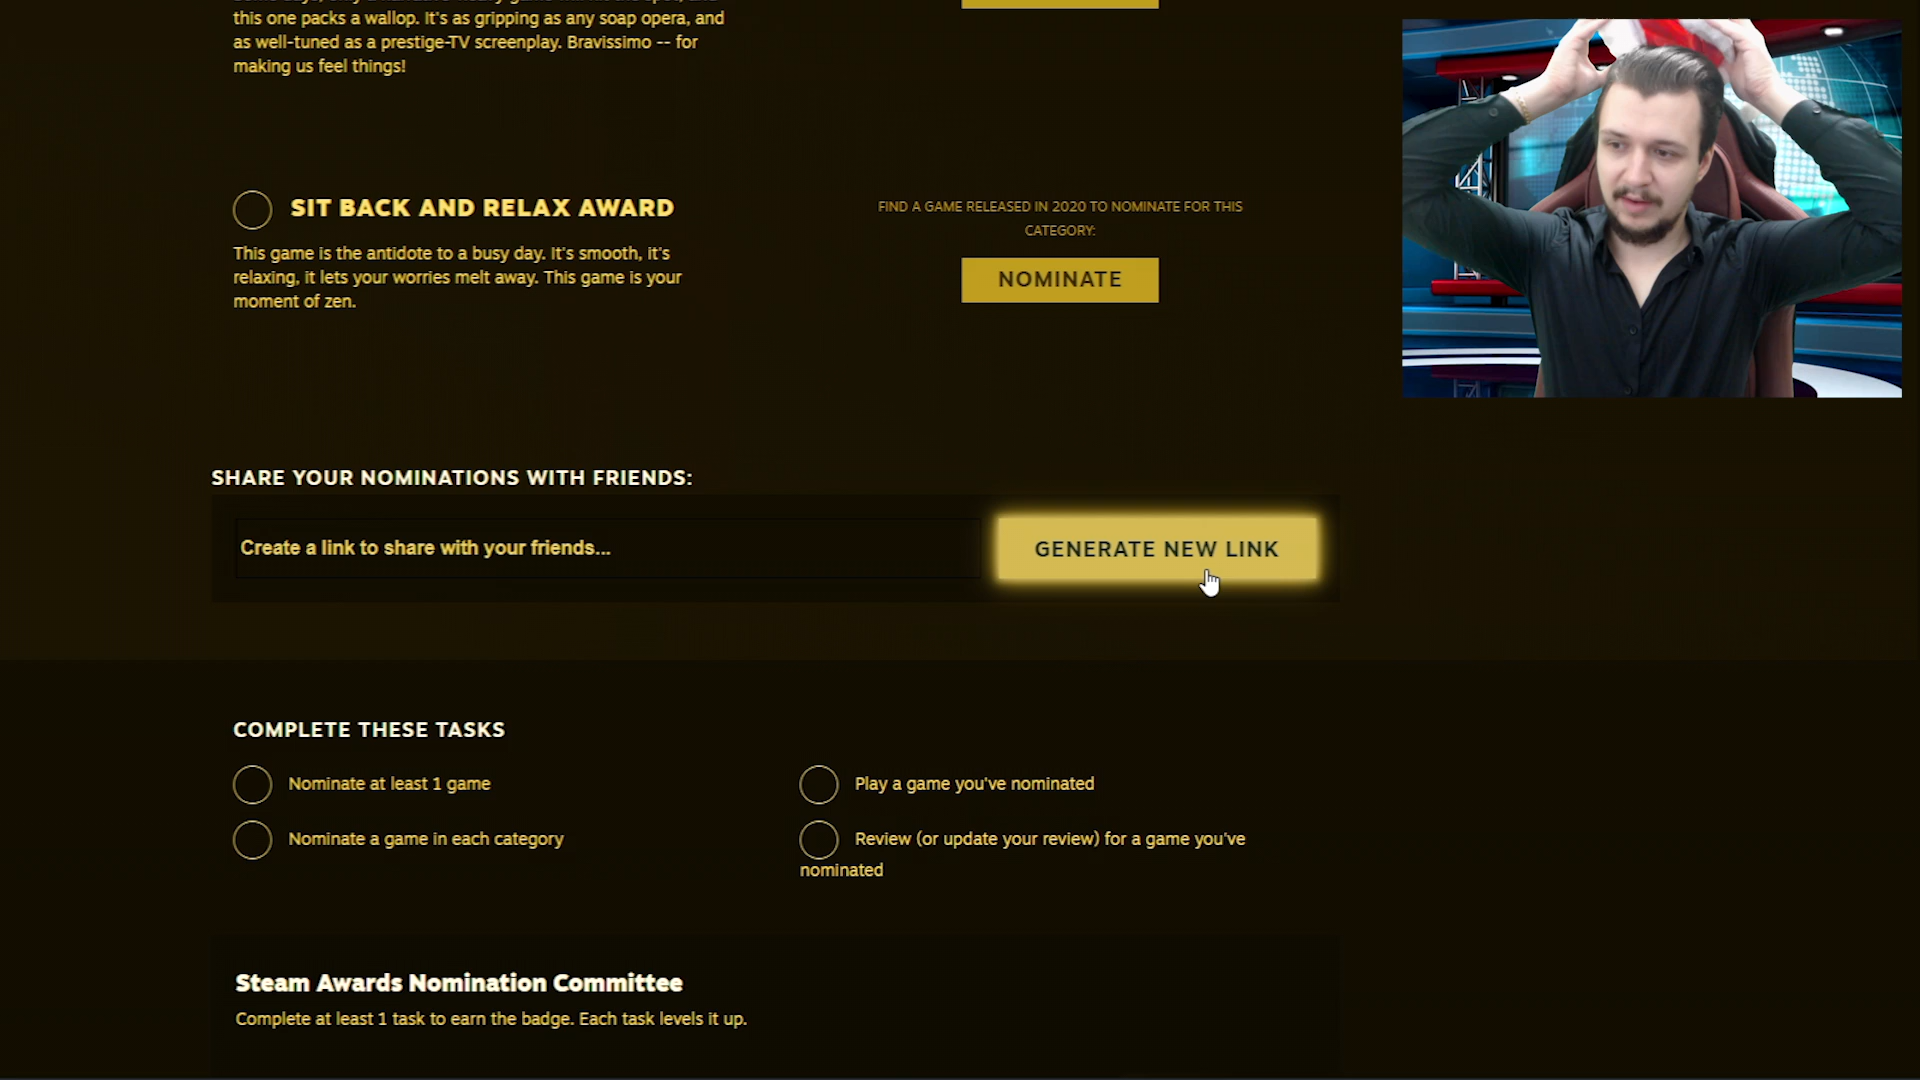 this one packs a wallop. It's as gripping as any soap opera, and
as well-tuned as a prestige-TV screenplay. Bravissimo -- for
making us feel things!
SIT BACK AND RELAX AWARD
This game is the antidote to a busy day. It's smooth, it's
relaxing, it lets your worries melt away. This game is your
moment of zen.
FIND A GAME RELEASED IN 2020 TO NOMINATE FOR THIS
CATEGORY:
NOMINATE
SHARE YOUR NOMINATIONS WITH FRIENDS:
Create a link to share with your friends...
GENERATE NEW LINK
COMPLETE THESE TASKS
Nominate at least 1 game
Nominate a game in each category
Play a game you've nominated
Review (or update your review) for a game you've
nominated
Steam Awards Nomination Committee
Complete at least 1 task to earn the badge. Each task levels it up.